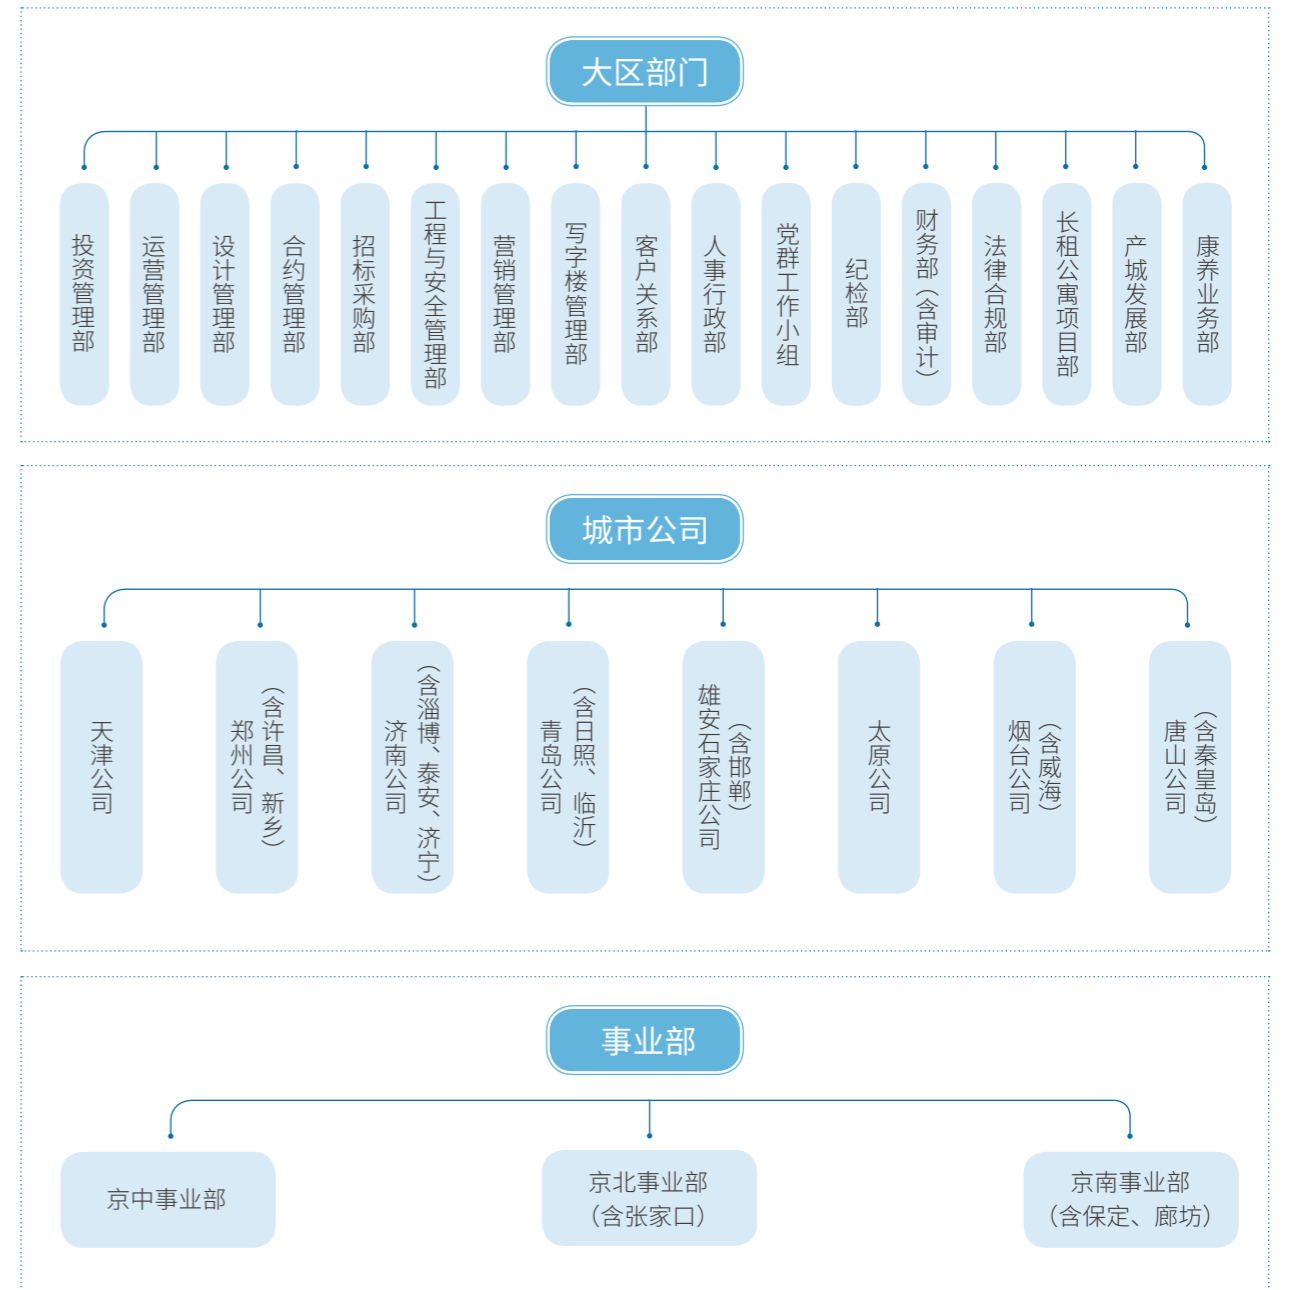 大区部门
投资管理部
运营管理部
设计管理部
合约管理部
招标采购部
工程与安全管理部
营销管理部
写字楼管理部
客户关系部
人事行政部
党群工作小组
纪检部
财务部（含审计）
法律合规部
长租公寓项目部
产城发展部
康养业务部
城市公司
天津公司
郑州公司
（含许昌、新乡）
济南公司
（含淄博、泰安、济宁）
青岛公司
（含日照、临沂）
雄安石家庄公司
（含邯郸）
太原公司
烟台公司
（含威海）
唐山公司
（含秦皇岛）
事业部
京中事业部
京北事业部
（含张家口）
京南事业部
（含保定、廊坊）